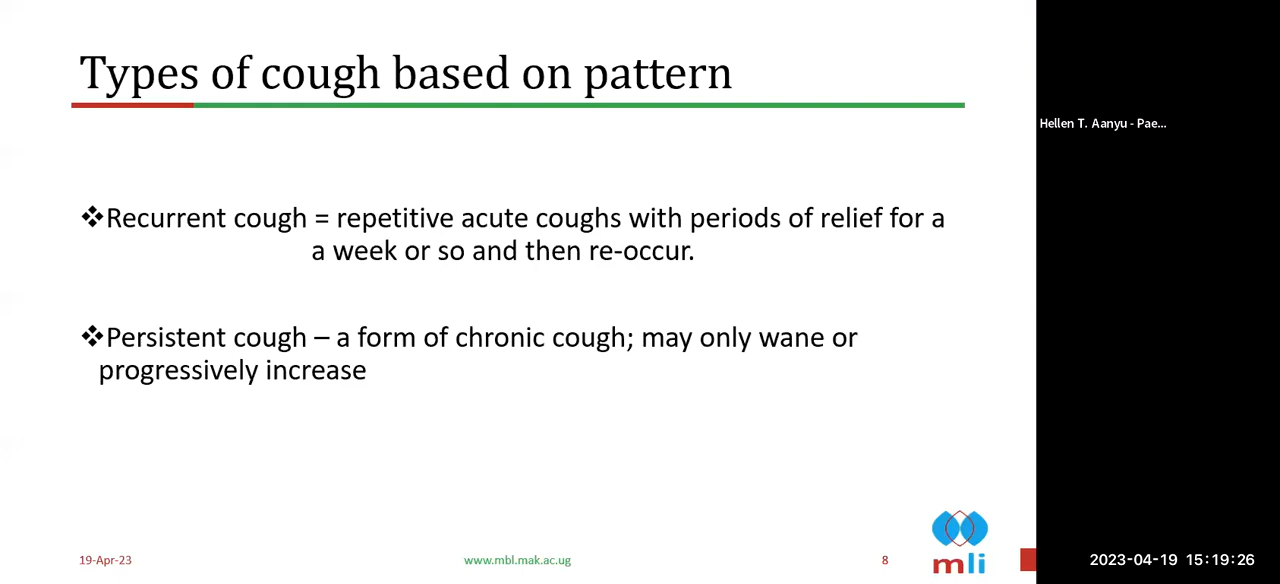 Types of cough based on pattern
Hellen T. Aanyu - Pae...
❖Recurrent cough = repetitive acute coughs with periods of relief for a
a week or so and then re-occur.
❖Persistent cough – a form of chronic cough; may only wane or
progressively increase
19-Apr-23
www.mbl.mak.ac.ug
8
mli
2023-04-19 15:19:26